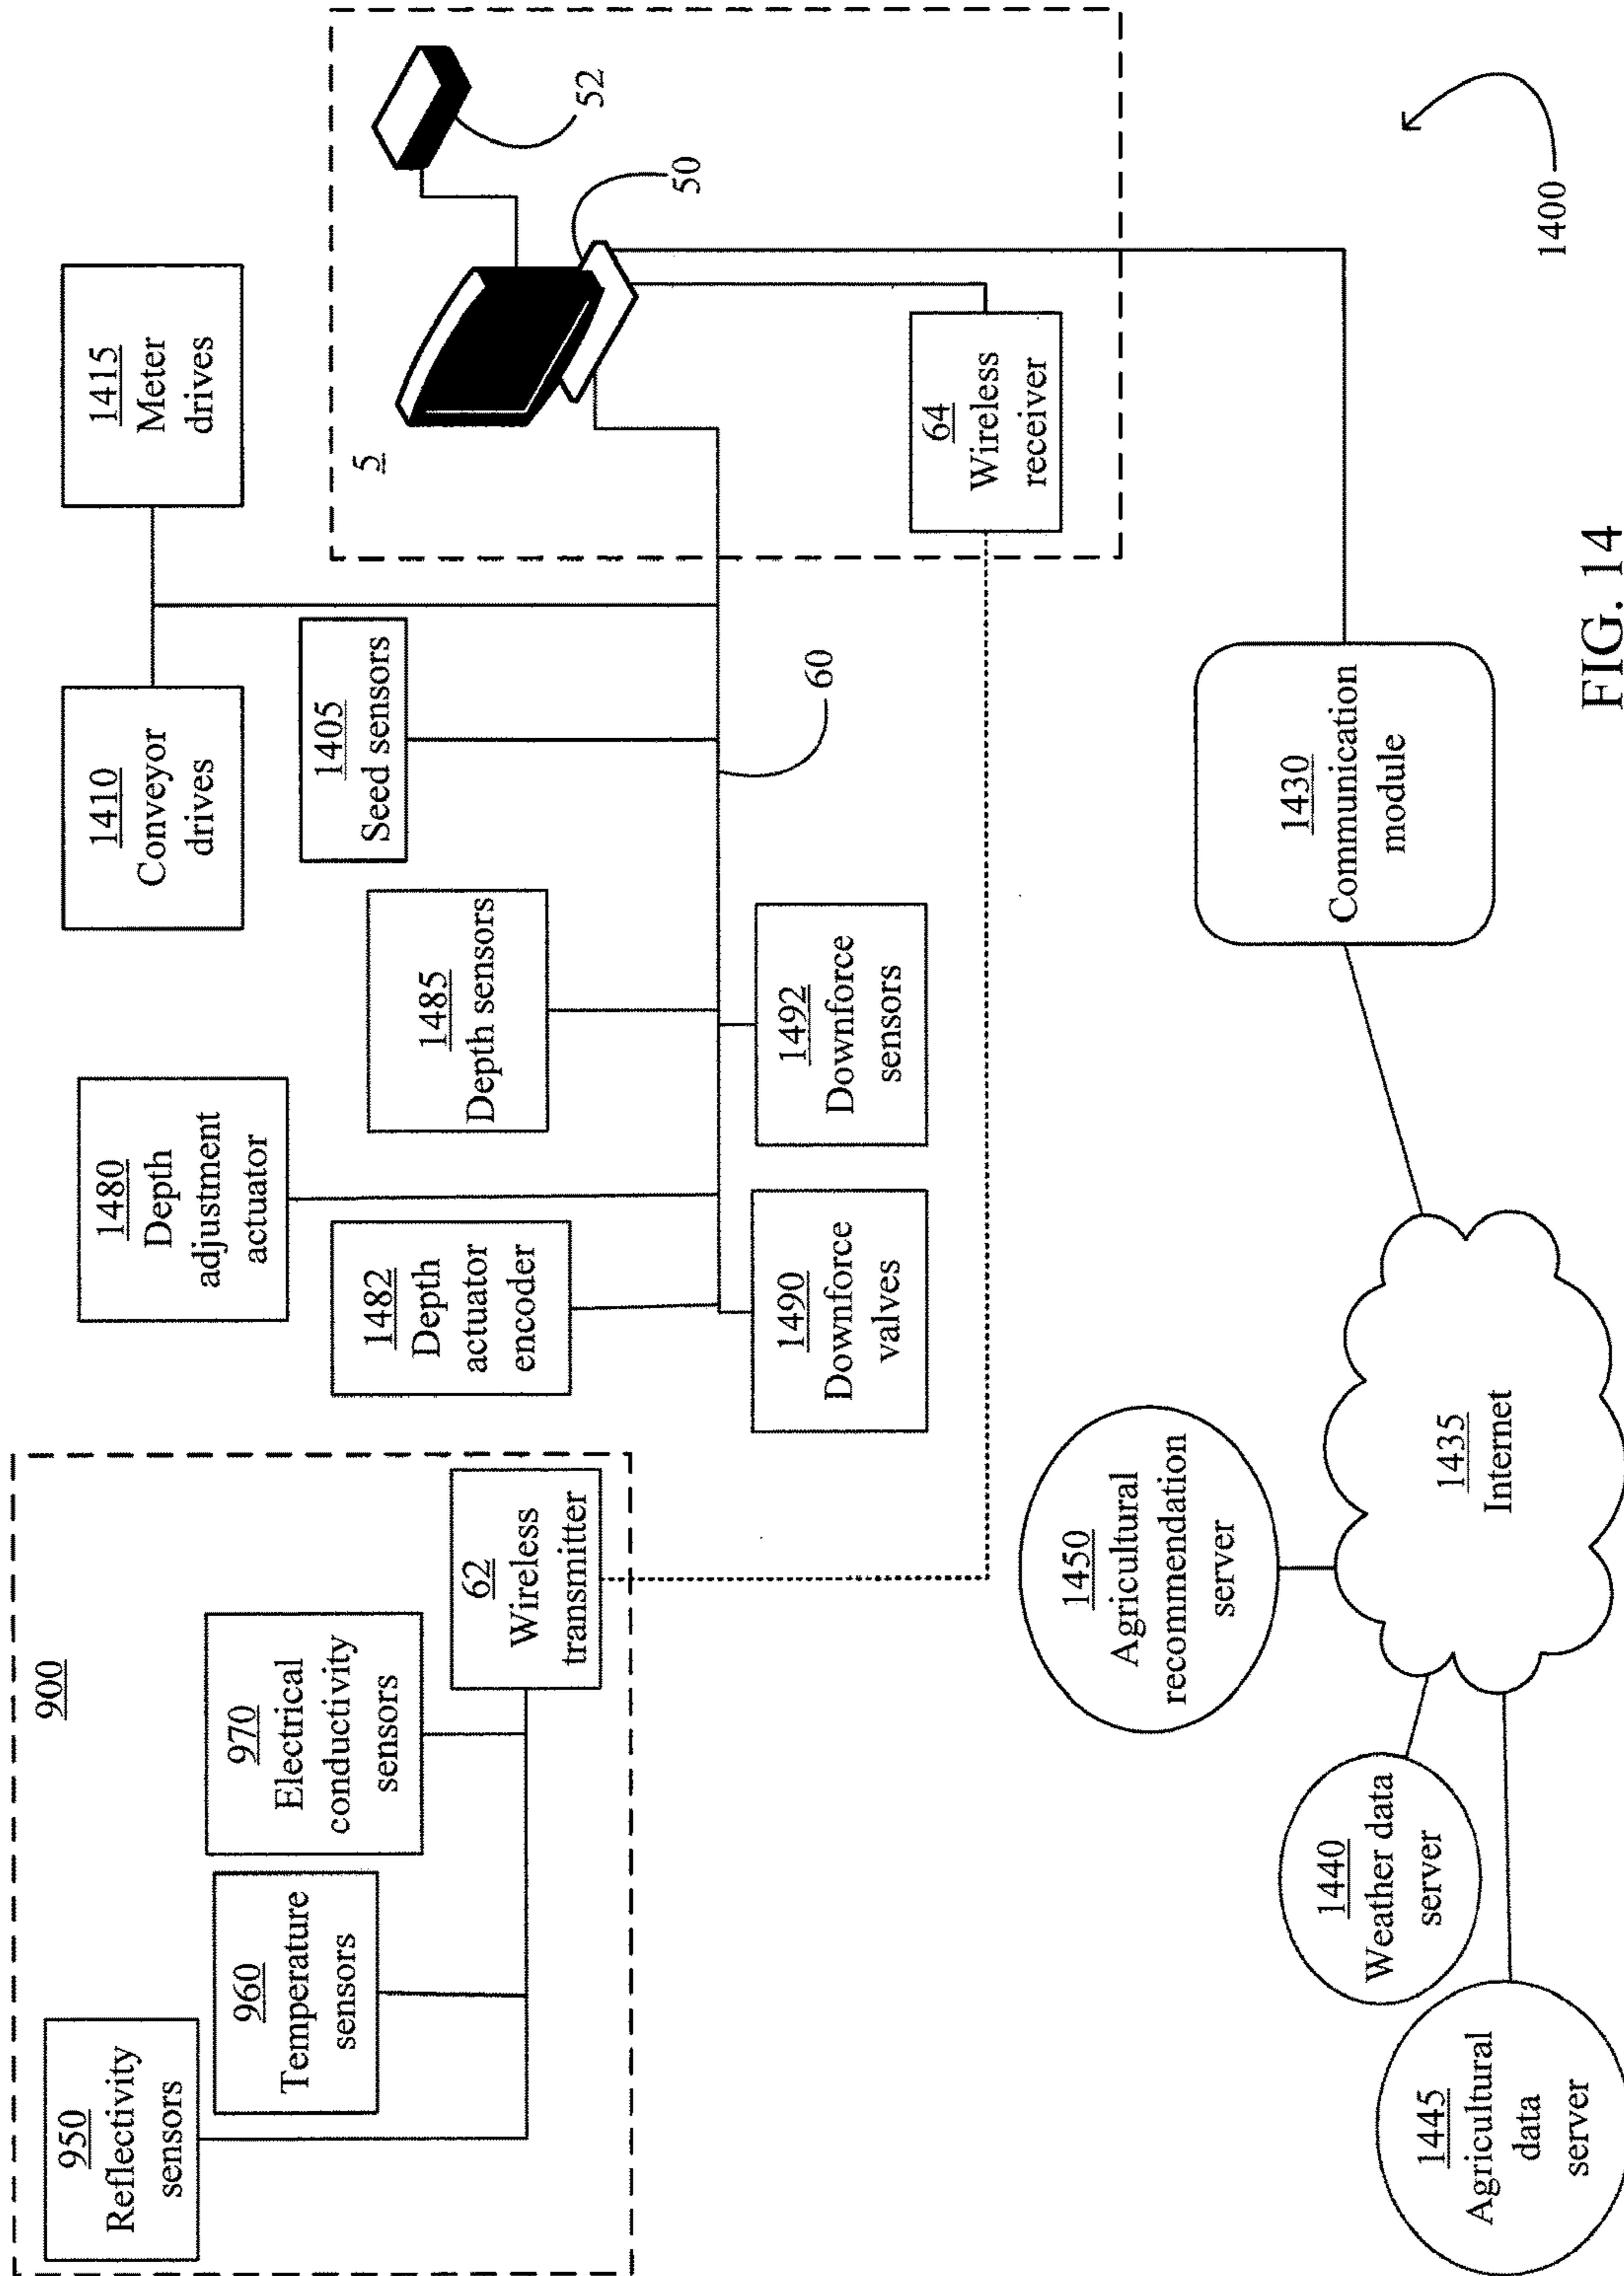 900
950
Reflectivity
sensors
960
Temperature
sensors
970
Electrical
conductivity
sensors
62
Wireless
transmitter
1480
Depth
adjustment
actuator
1482
Depth
actuator
encoder
1485
Depth sensors
1490
Downforce
valves
1492
Downforce
sensors
1410
Conveyor
drives
1415
Meter
drives
1405
Seed sensors
60
5
52
50
64
Wireless
receiver
1450
Agricultural
recommendation
server
1440
Weather data
server
1445
Agricultural
data
server
1435
Internet
1430
Communication
module
1400
FIG. 14